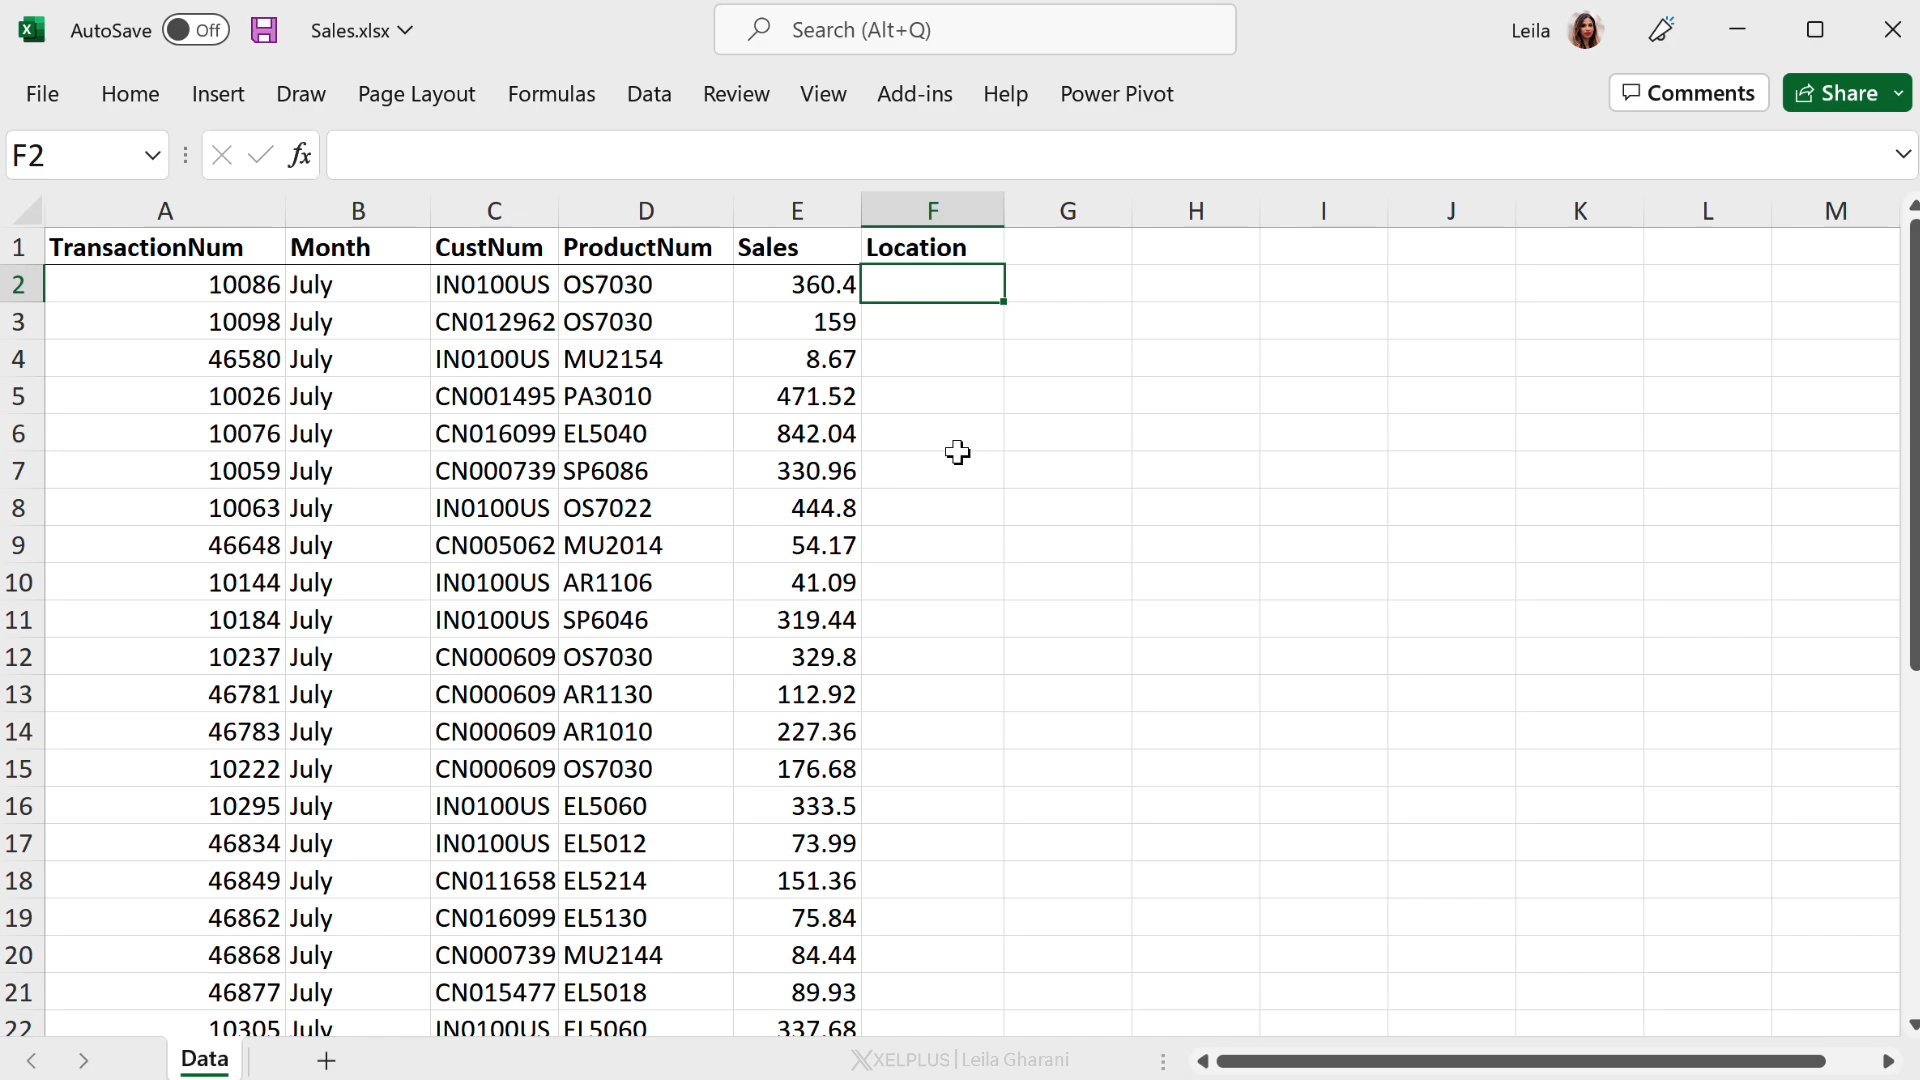 AutoSave Off Sales.xlsx Search (Alt+Q) Leila
File Home Insert Draw Page Layout Formulas Data Review View Add-ins Help Power Pivot Comments Share
F2 fx
A B C D E F G H I J K L M
1 TransactionNum Month CustNum ProductNum Sales Location
2 10086 July IN0100US OS7030 360.4
3 10098 July CN012962 OS7030 159
4 46580 July IN0100US MU2154 8.67
5 10026 July CN001495 PA3010 471.52
6 10076 July CN016099 EL5040 842.04
7 10059 July CN000739 SP6086 330.96
8 10063 July IN0100US OS7022 444.8
9 46648 July CN005062 MU2014 54.17
10 10144 July IN0100US AR1106 41.09
11 10184 July IN0100US SP6046 319.44
12 10237 July CN000609 OS7030 329.8
13 46781 July CN000609 AR1130 112.92
14 46783 July CN000609 AR1010 227.36
15 10222 July CN000609 OS7030 176.68
16 10295 July IN0100US EL5060 333.5
17 46834 July IN0100US EL5012 73.99
18 46849 July CN011658 EL5214 151.36
19 46862 July CN016099 EL5130 75.84
20 46868 July CN000739 MU2144 84.44
21 46877 July CN015477 EL5018 89.93
22 10305 July IN0100US EL5060 337.68
Data XELPLUS | Leila Gharani